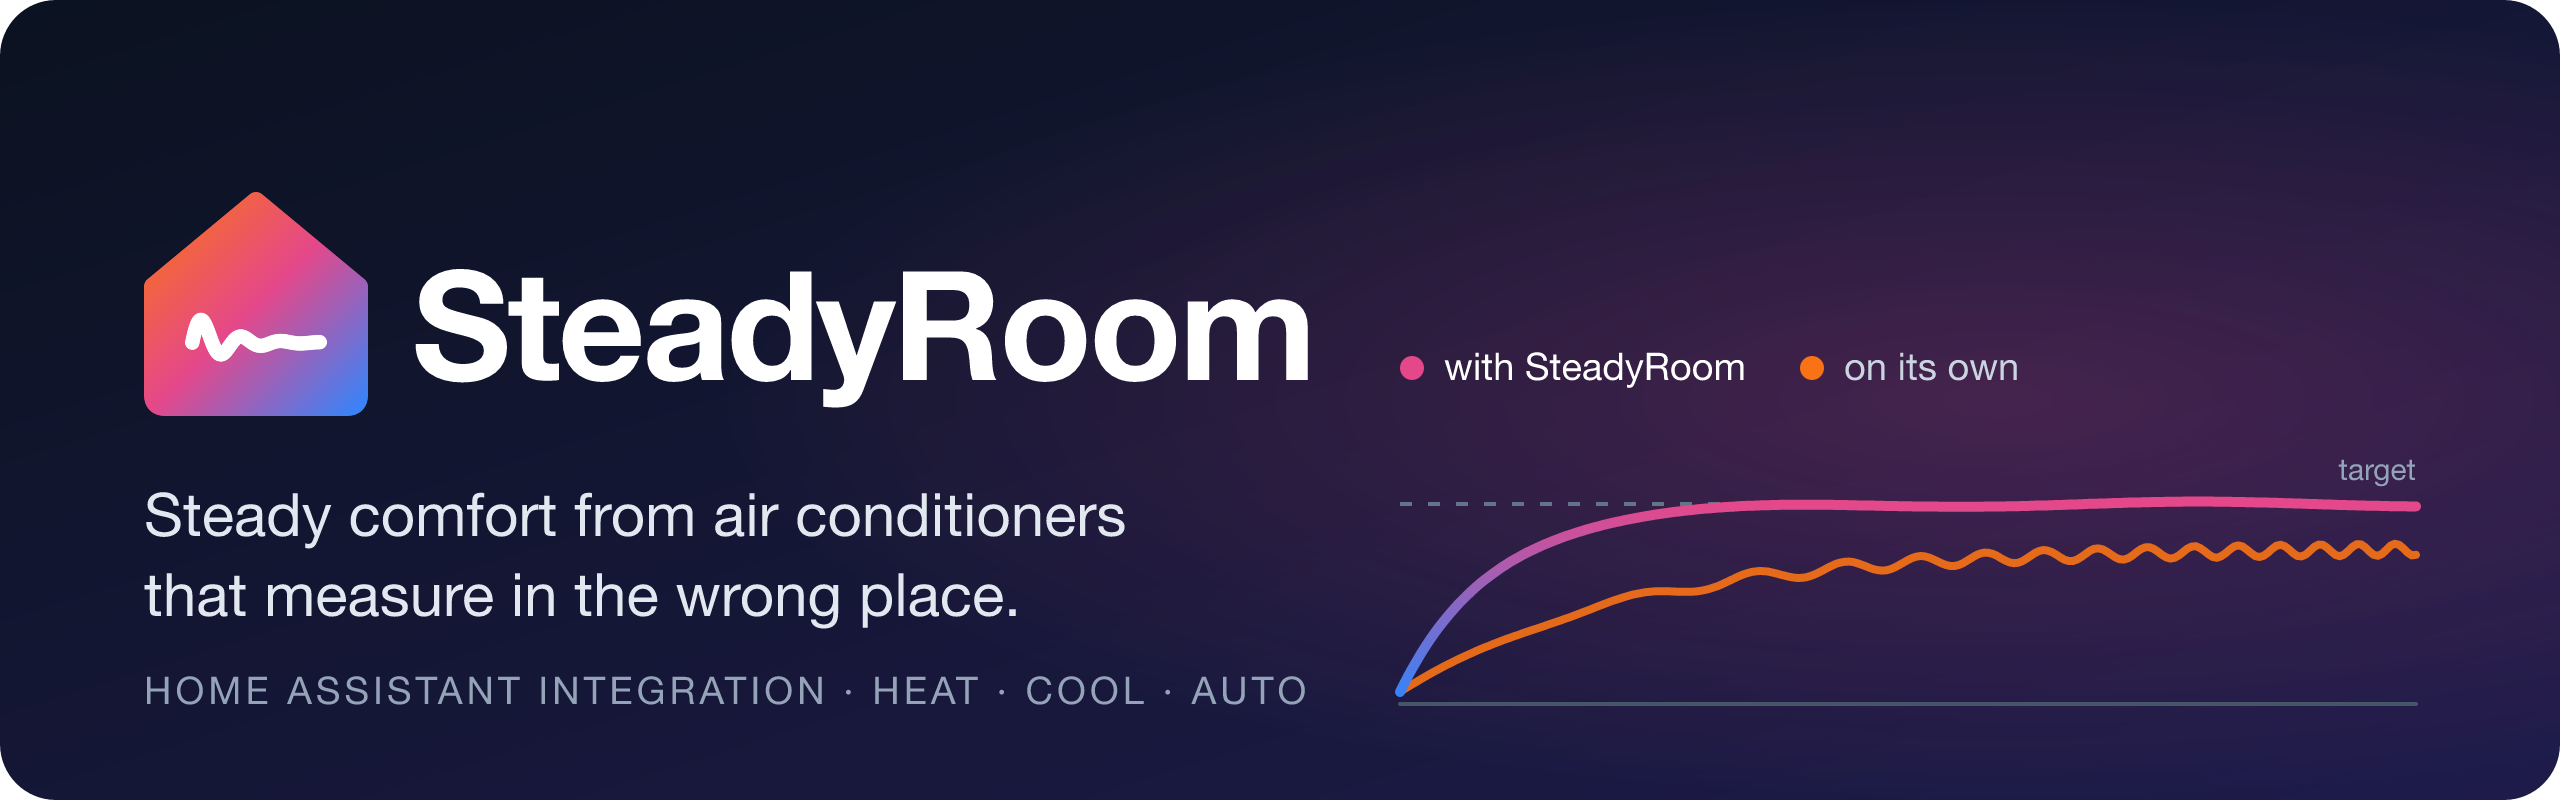 SteadyRoom
Steady comfort from air conditioners
that measure in the wrong place.
HOME ASSISTANT INTEGRATION · HEAT · COOL · AUTO
with SteadyRoom
on its own
target